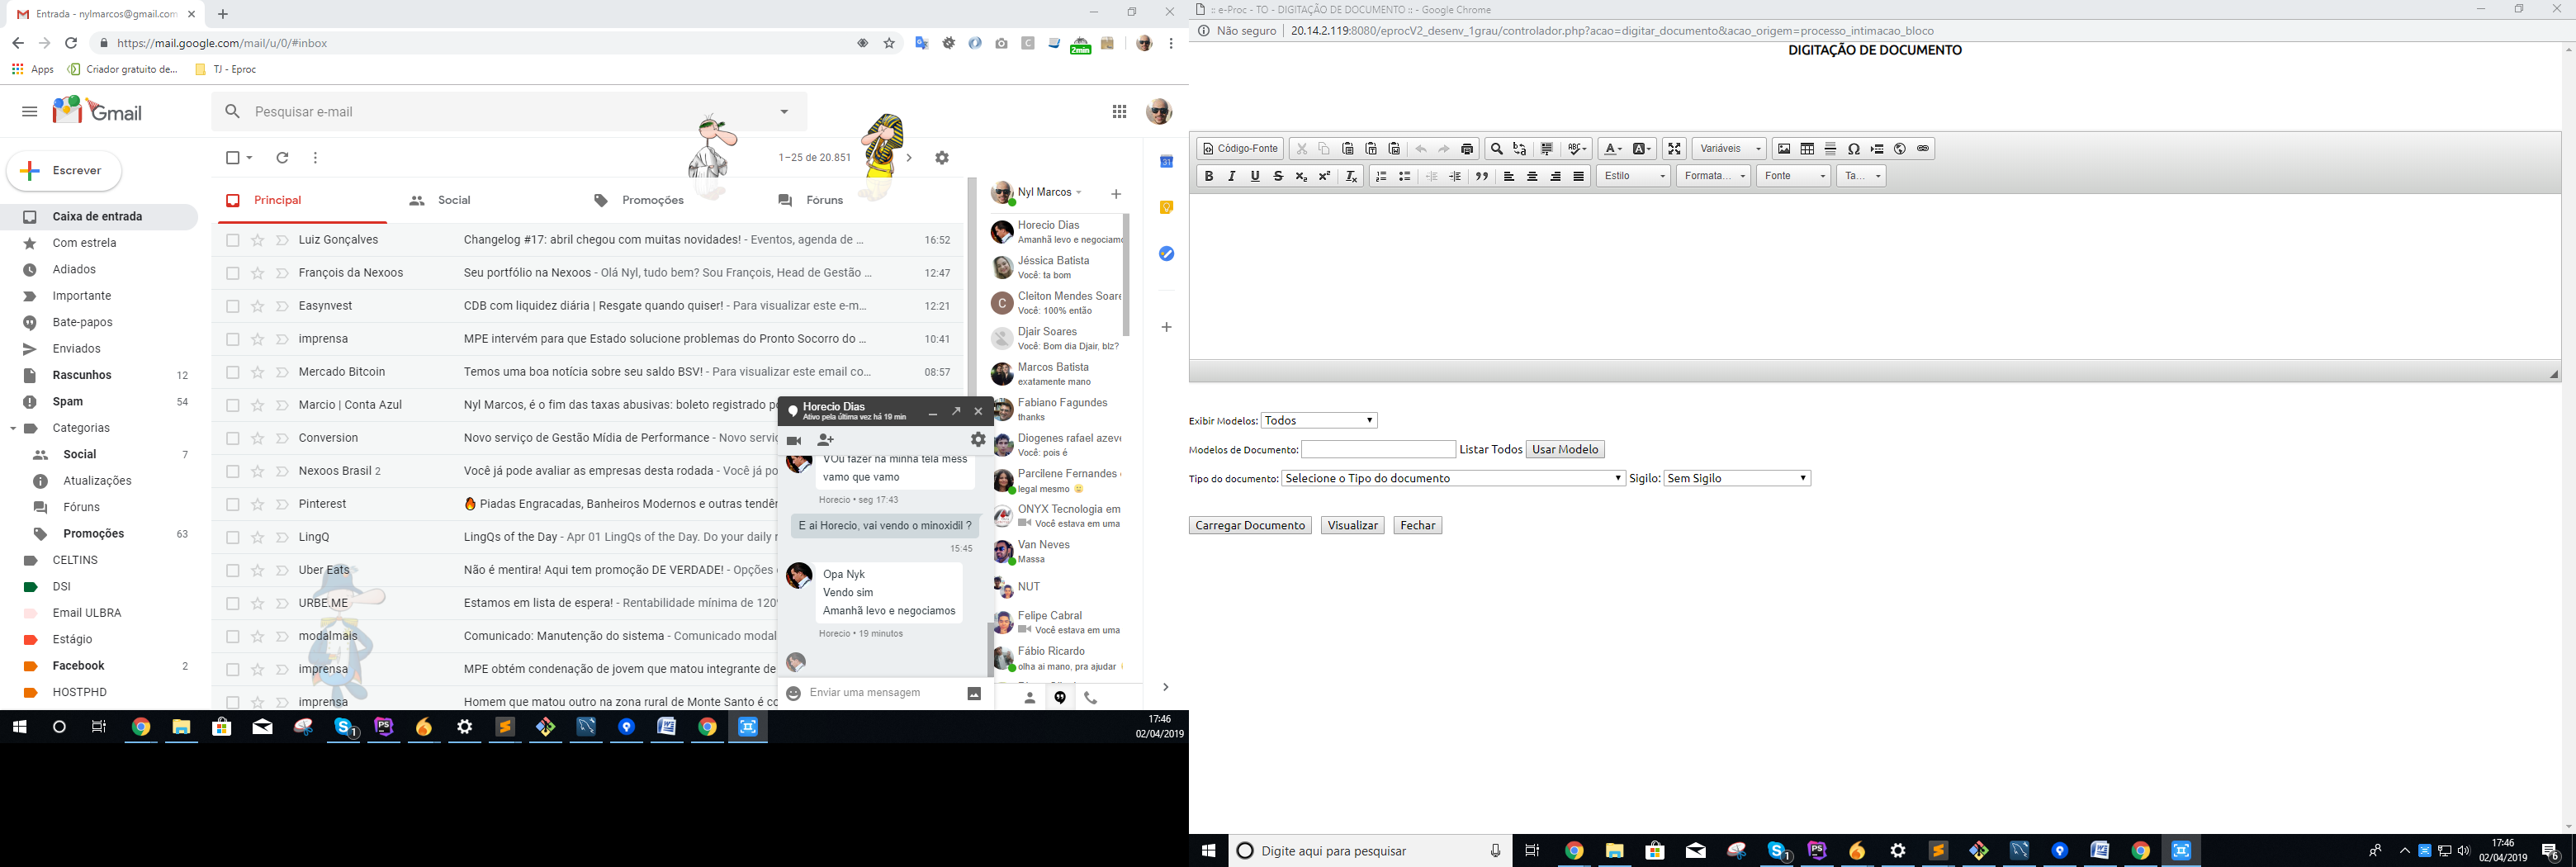 Entrada - nylmarcos@gmail.com
https://mail.google.com/mail/u/0/#inbox
2min
Apps
Criador gratuito de...
TJ - Eproc
Gmail
Pesquisar e-mail
Escrever
1–25 de 20.851
Caixa de entrada
Com estrela
Adiados
Importante
Bate-papos
Enviados
Rascunhos 12
Spam 54
Categorias
Social 7
Atualizações
Fóruns
Promoções 63
CELTINS
DSI
Email ULBRA
Estágio
Facebook 2
HOSTPHD
Principal
Social
Promoções
Fóruns
Luiz Gonçalves Changelog #17: abril chegou com muitas novidades! - Eventos, agenda de ... 16:52
François da Nexoos Seu portfólio na Nexoos - Olá Nyl, tudo bem? Sou François, Head de Gestão ... 12:47
Easynvest CDB com liquidez diária | Resgate quando quiser! - Para visualizar este e-m... 12:21
imprensa MPE intervém para que Estado solucione problemas do Pronto Socorro do ... 10:41
Mercado Bitcoin Temos uma boa notícia sobre seu saldo BSV! - Para visualizar este email co... 08:57
Marcio | Conta Azul Nyl Marcos, é o fim das taxas abusivas: boleto registrado po
Conversion Novo serviço de Gestão Mídia de Performance - Novo serviç
Nexoos Brasil 2 Você já pode avaliar as empresas desta rodada - Você já po
Pinterest Piadas Engracadas, Banheiros Modernos e outras tendên
LingQ LingQs of the Day - Apr 01 LingQs of the Day. Do your daily
Uber Eats Não é mentira! Aqui tem promoção DE VERDADE! - Opções
URBE.ME Estamos em lista de espera! - Rentabilidade mínima de 120
modalmais Comunicado: Manutenção do sistema - Comunicado modal
imprensa MPE obtém condenação de jovem que matou integrante de
imprensa Homem que matou outro na zona rural de Monte Santo é co
Horecio Dias
Ativo pela última vez há 19 min
VOu fazer na minha tela mess
vamo que vamo
Horecio • seg 17:43
E ai Horecio, vai vendo o minoxidil ?
15:45
Opa Nyk
Vendo sim
Amanhã levo e negociamos
Horecio • 19 minutos
Enviar uma mensagem
Nyl Marcos
Horecio Dias
Amanhã levo e negociamo
Jéssica Batista
Você: ta bom
C
Cleiton Mendes Soare
Você: 100% então
Djair Soares
Você: Bom dia Djair, blz?
Marcos Batista
exatamente mano
Fabiano Fagundes
thanks
Diogenes rafael azeve
Você: pois é
Parcilene Fernandes
legal mesmo
ONYX Tecnologia em
Você estava em uma
Van Neves
Massa
NUT
Felipe Cabral
Você estava em uma
Fábio Ricardo
olha ai mano, pra ajudar
31
17:46
02/04/2019
:: e-Proc - TO - DIGITAÇÃO DE DOCUMENTO :: - Google Chrome
Não seguro | 20.14.2.119:8080/eprocV2_desenv_1grau/controlador.php?acao=digitar_documento&acao_origem=processo_intimacao_bloco
DIGITAÇÃO DE DOCUMENTO
Código-Fonte
Variáveis
B I U S x₂ x² Tx
Estilo
Formata...
Fonte
Ta...
Exibir Modelos: Todos
Modelos de Documento: Listar Todos Usar Modelo
Tipo do documento: Selecione o Tipo do documento Sigilo: Sem Sigilo
Carregar Documento Visualizar Fechar
Digite aqui para pesquisar
17:46
02/04/2019
6